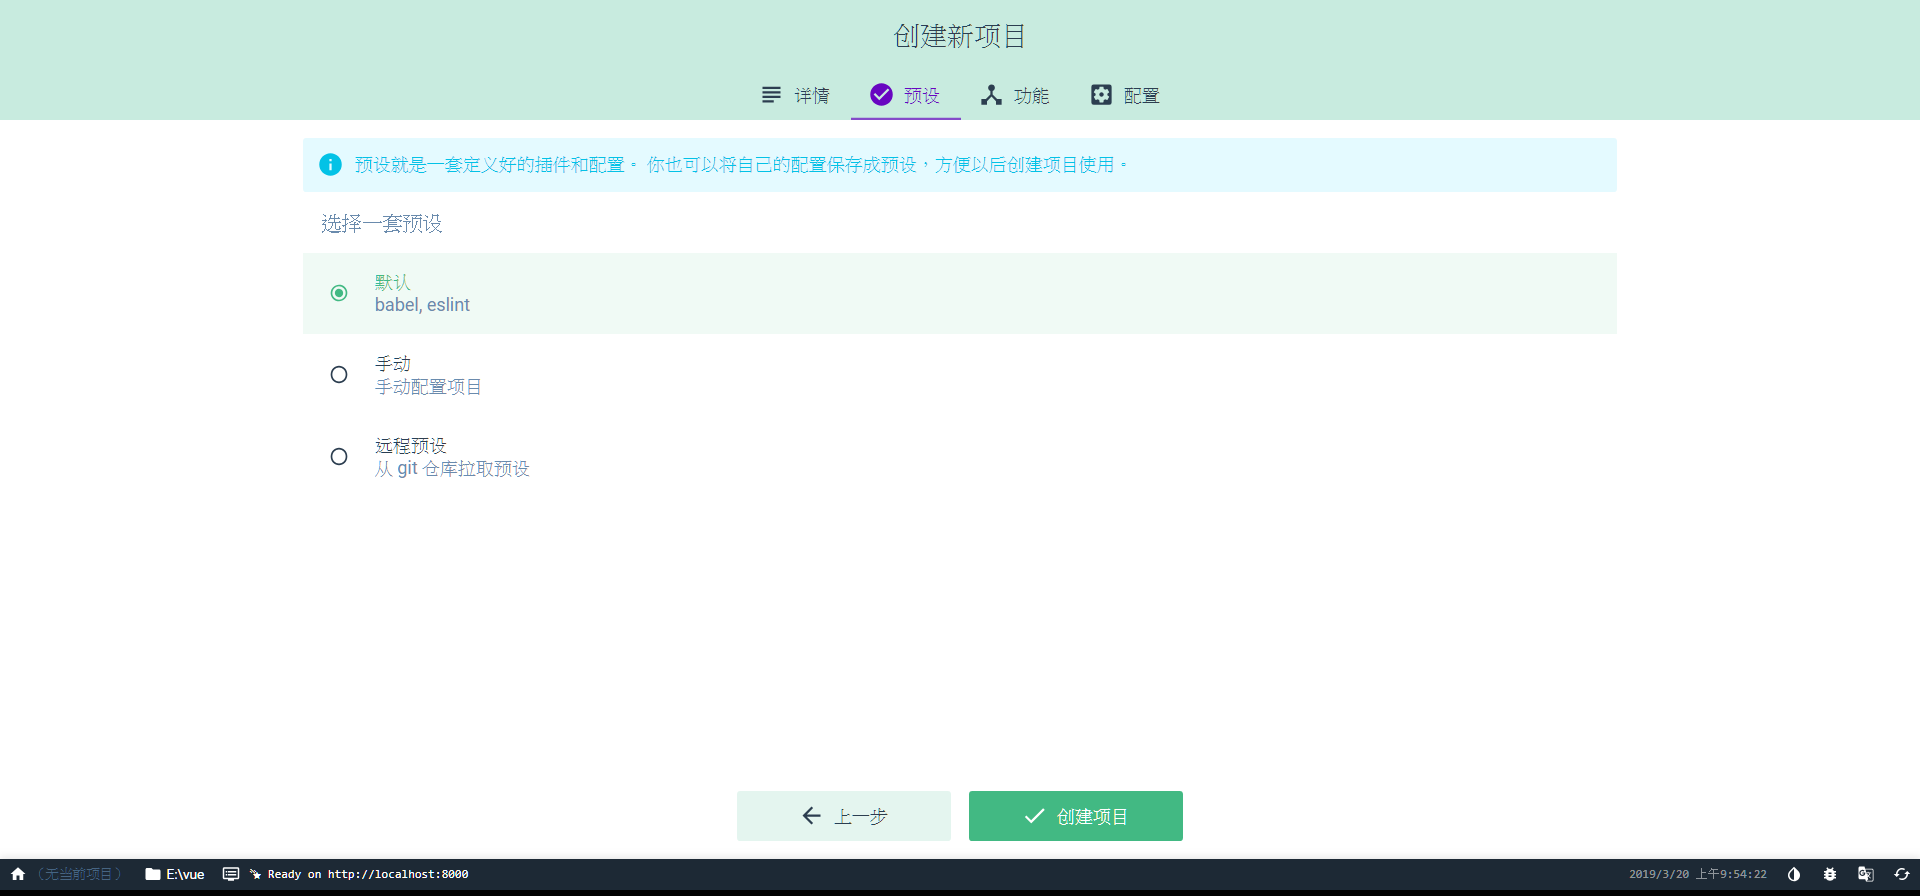 创建新项目
详情 预设 功能 配置
预设就是一套定义好的插件和配置。 你也可以将自己的配置保存成预设，方便以后创建项目使用。
选择一套预设
默认
babel, eslint
手动
手动配置项目
远程预设
从 git 仓库拉取预设
上一步 创建项目
（无当前项目） E:\vue Ready on http://localhost:8000 2019/3/20 上午9:54:22